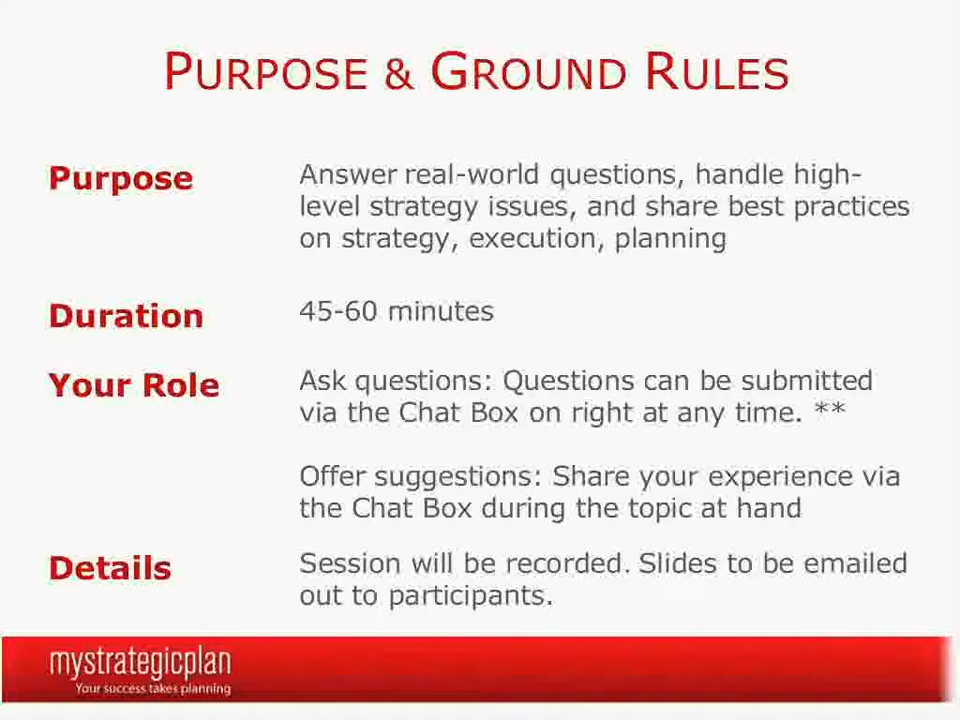 PURPOSE & GROUND RULES
Purpose
Answer real-world questions, handle high-
level strategy issues, and share best practices
on strategy, execution, planning
Duration
45-60 minutes
Your Role
Ask questions: Questions can be submitted
via the Chat Box on right at any time. **
Offer suggestions: Share your experience via
the Chat Box during the topic at hand
Details
Session will be recorded. Slides to be emailed
out to participants.
mystrategicplan
Your success takes planning